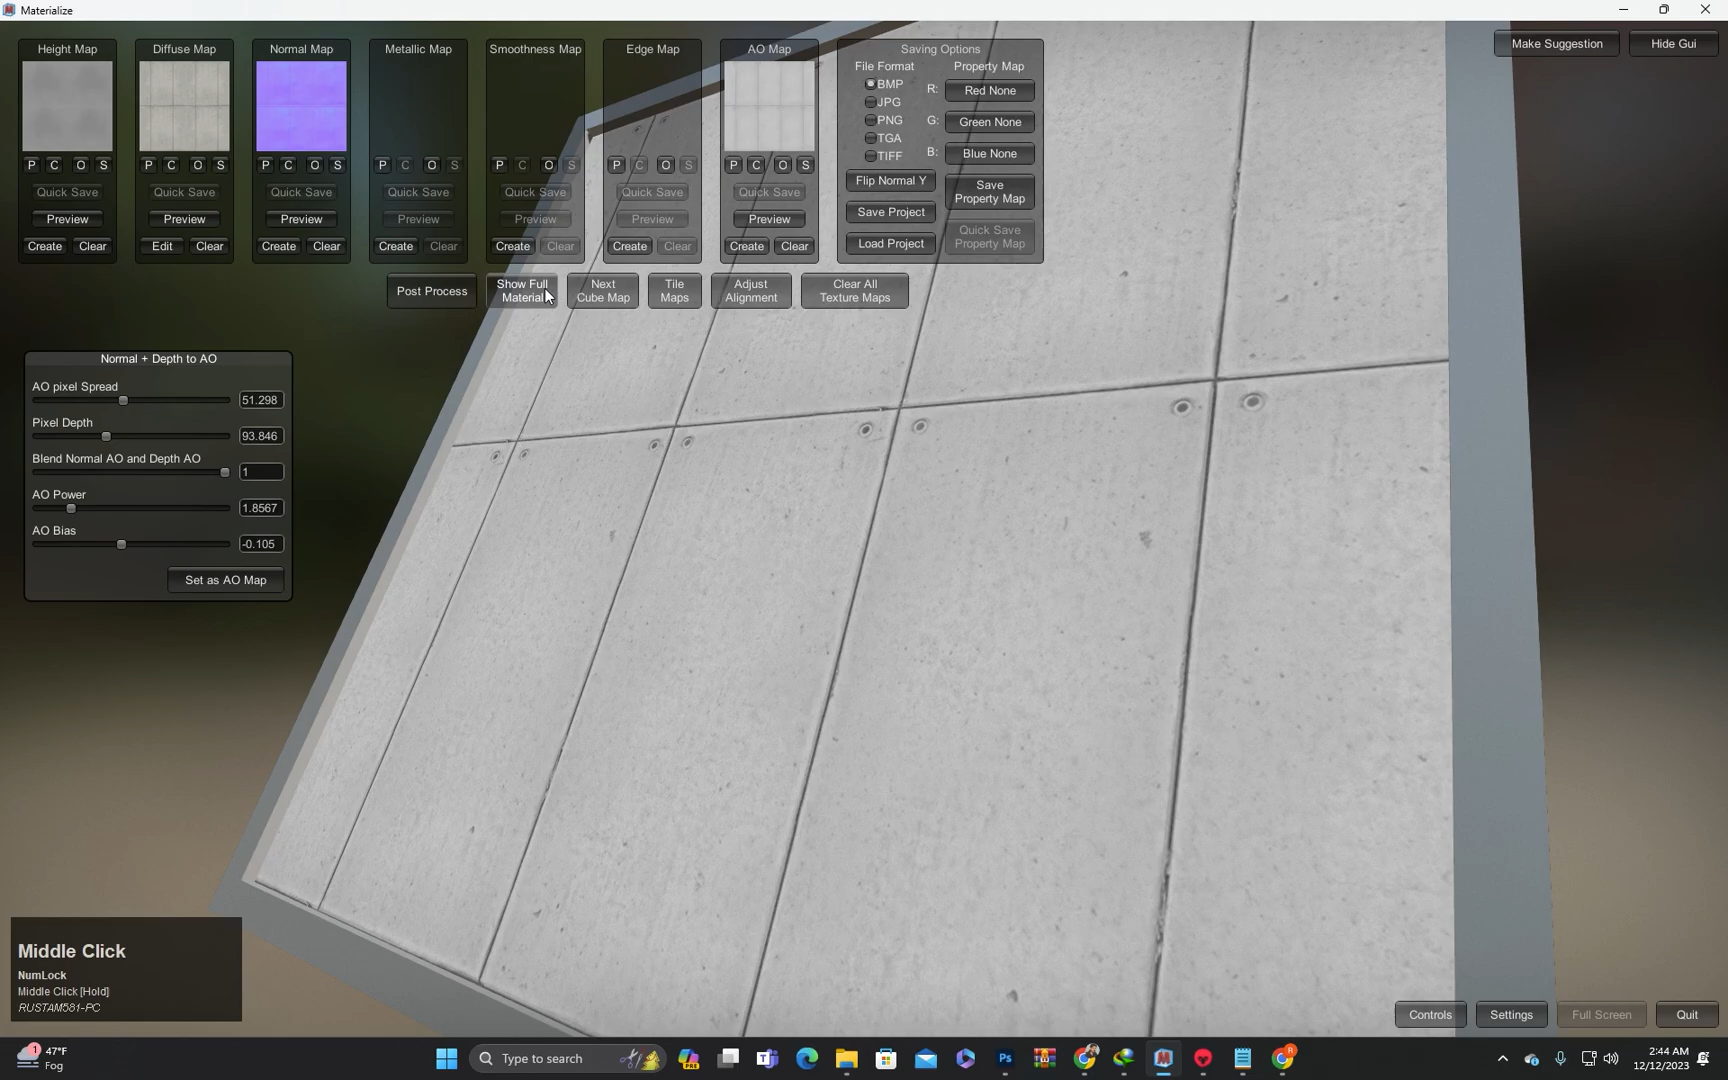 Materialize
Height Map
Diffuse Map
Normal Map
Metallic Map
Smoothness Map
Edge Map
AO Map
Saving Options
Make Suggestion
Hide Gui
File Format
Property Map
BMP
JPG
PNG
TGA
TIFF
R:
Red None
G:
Green None
B:
Blue None
P C O S
P C O S
P C O S
P C O S
P C O S
P C O S
P C O S
Flip Normal Y
Save
Property Map
Quick Save
Quick Save
Quick Save
Quick Save
Quick Save
Quick Save
Quick Save
Save Project
Preview
Preview
Preview
Preview
Preview
Preview
Preview
Quick Save
Property Map
Load Project
Create Clear
Edit Clear
Create Clear
Create Clear
Create Clear
Create Clear
Create Clear
Post Process
Show Full
Material
Next
Cube Map
Tile
Maps
Adjust
Alignment
Clear All
Texture Maps
Normal + Depth to AO
AO pixel Spread
51.298
Pixel Depth
93.846
Blend Normal AO and Depth AO
1
AO Power
1.8567
AO Bias
-0.105
Set as AO Map
Middle Click
NumLock
Middle Click [Hold]
RUSTAM581-PC
Controls
Settings
Full Screen
Quit
1
47°F
Fog
Type to search
PRE
Ps
R
2:44 AM
12/12/2023